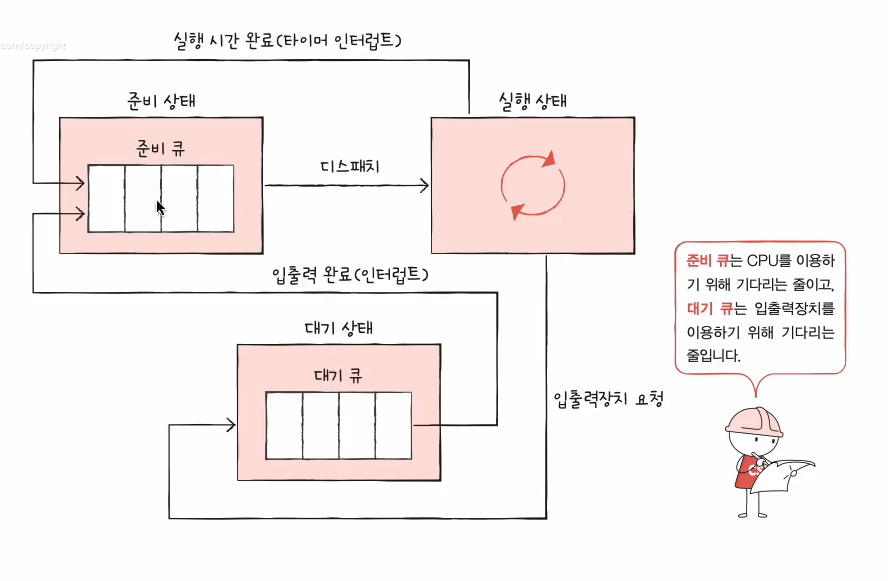 com/copyright
실행 시간 완료(타이머 인터럽트)
준비 상태
실행 상태
준비 큐
디스패치
입출력 완료(인터럽트)
대기 상태
대기 큐
입출력장치 요청
준비 큐는 CPU를 이용하
기 위해 기다리는 줄이고,
대기 큐는 입출력장치를
이용하기 위해 기다리는
줄입니다.